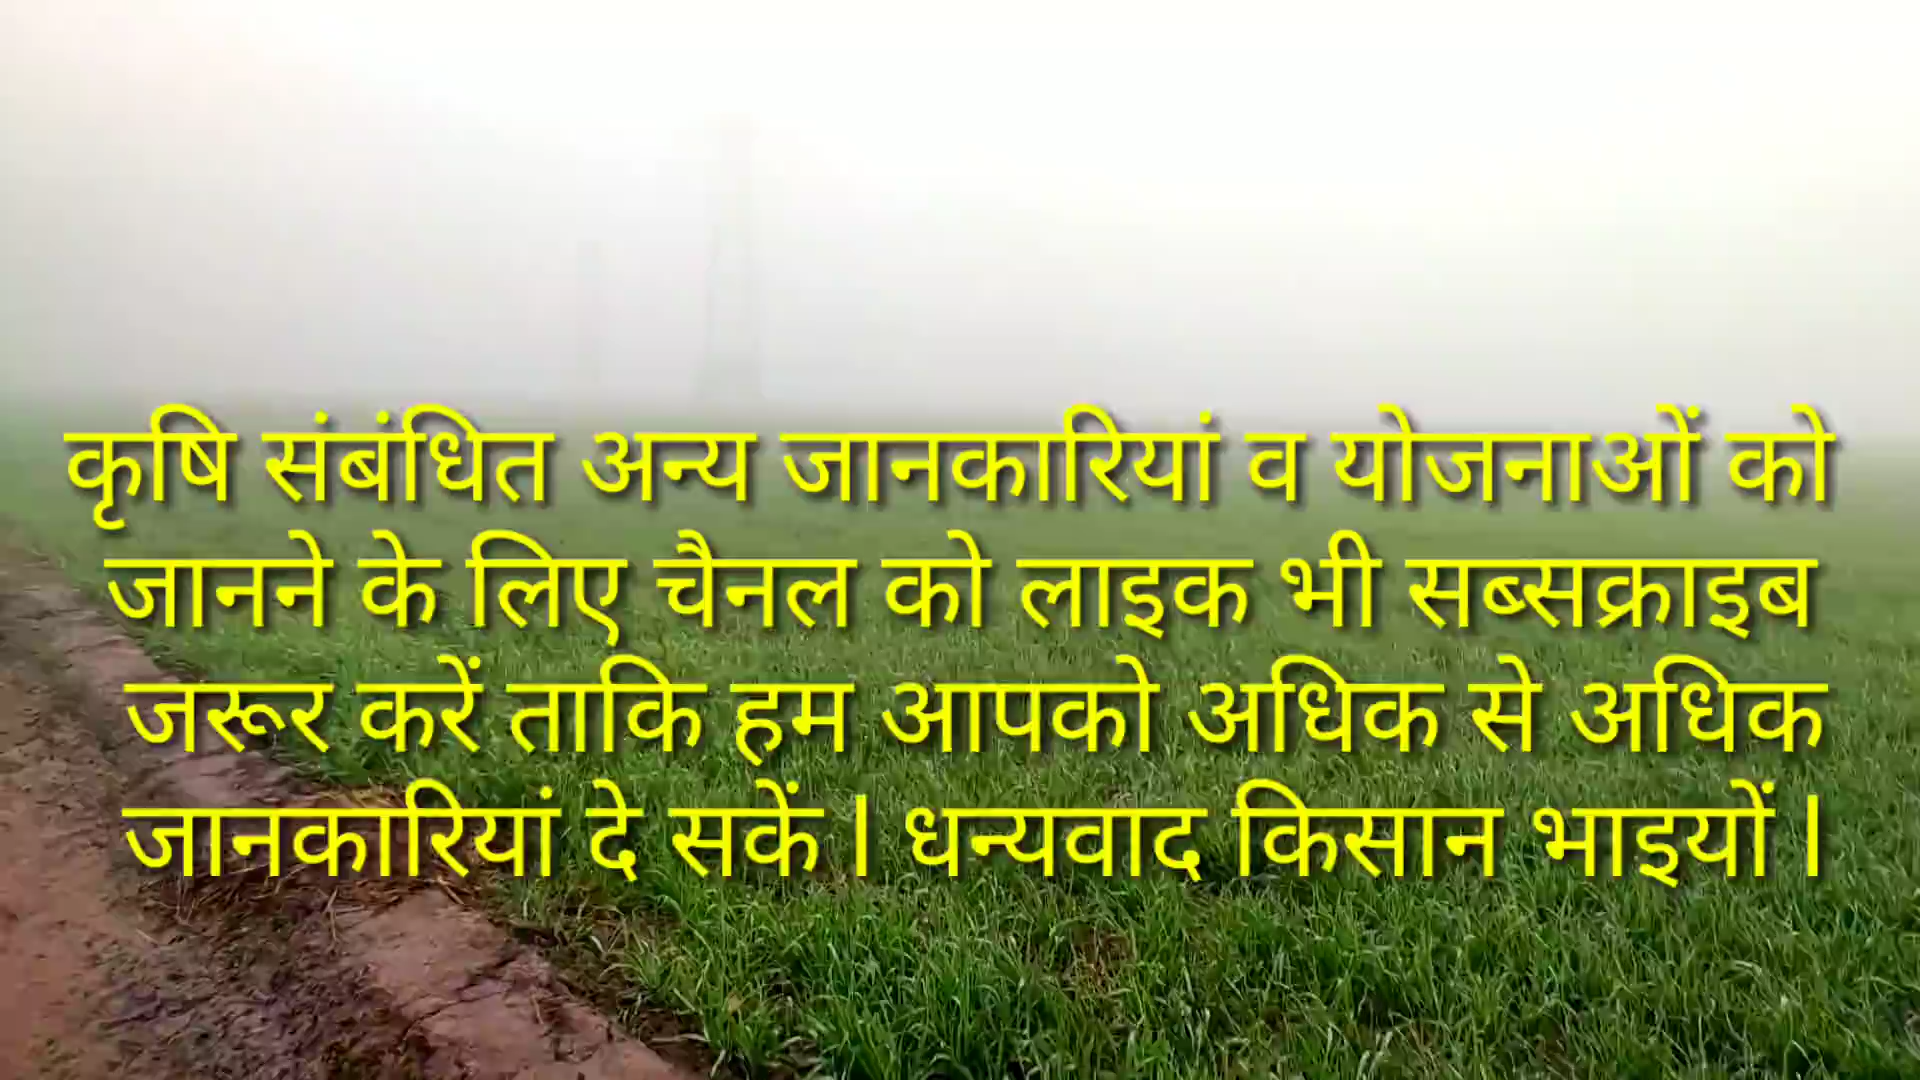 कृषि संबंधित अन्य जानकारियां व योजनाओं को
जानने के लिए चैनल को लाइक भी सब्सक्राइब
जरूर करें ताकि हम आपको अधिक से अधिक
जानकारियां दे सकें l धन्यवाद किसान भाइयों l